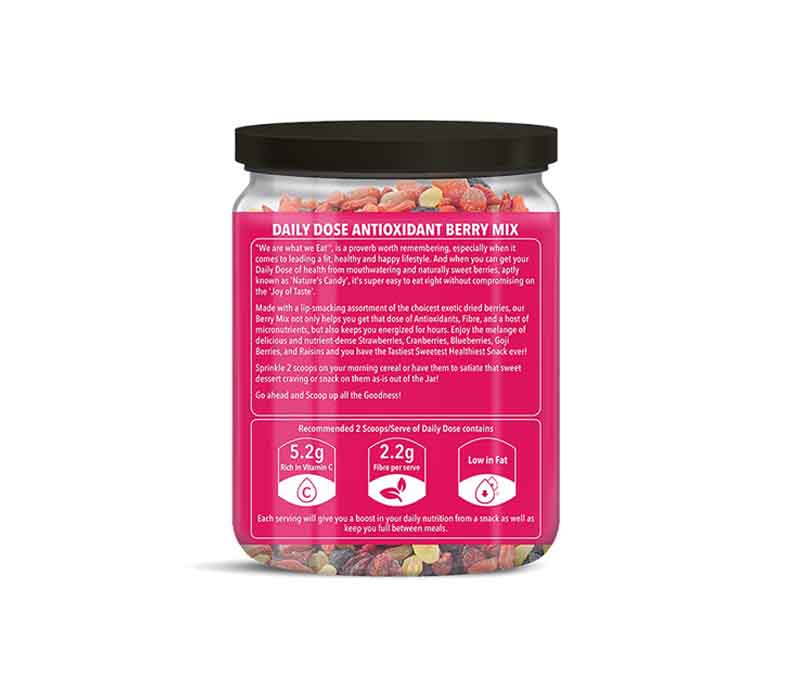 DAILY DOSE ANTIOXIDANT BERRY MIX
"We are what we Eat", is a proverb worth remembering, especially when it
comes to leading a fit, healthy and happy lifestyle. And when you can get your
Daily Dose of health from mouthwatering and naturally sweet berries, aptly
known as 'Nature's Candy', it's super easy to eat right without compromising on
the 'Joy of Taste'.
Made with a lip-smacking assortment of the choicest exotic dried berries, our
Berry Mix not only helps you get that dose of Antioxidants, Fibre, and a host of
micronutrients, but also keeps you energized for hours. Enjoy the melange of
delicious and nutrient-dense Strawberries, Cranberries, Blueberries, Goji
Berries, and Raisins and you have the Tastiest Sweetest Healthiest Snack ever!
Sprinkle 2 scoops on your morning cereal or have them to satiate that sweet
dessert craving or snack on them as-is out of the Jar!
Go ahead and Scoop up all the Goodness!
Recommended 2 Scoops/Serve of Daily Dose contains
5.2g
Rich in Vitamin C
C
2.2g
Fibre per serve
Low in Fat
Each serving will give you a boost in your daily nutrition from a snack as well as
keep you full between meals.